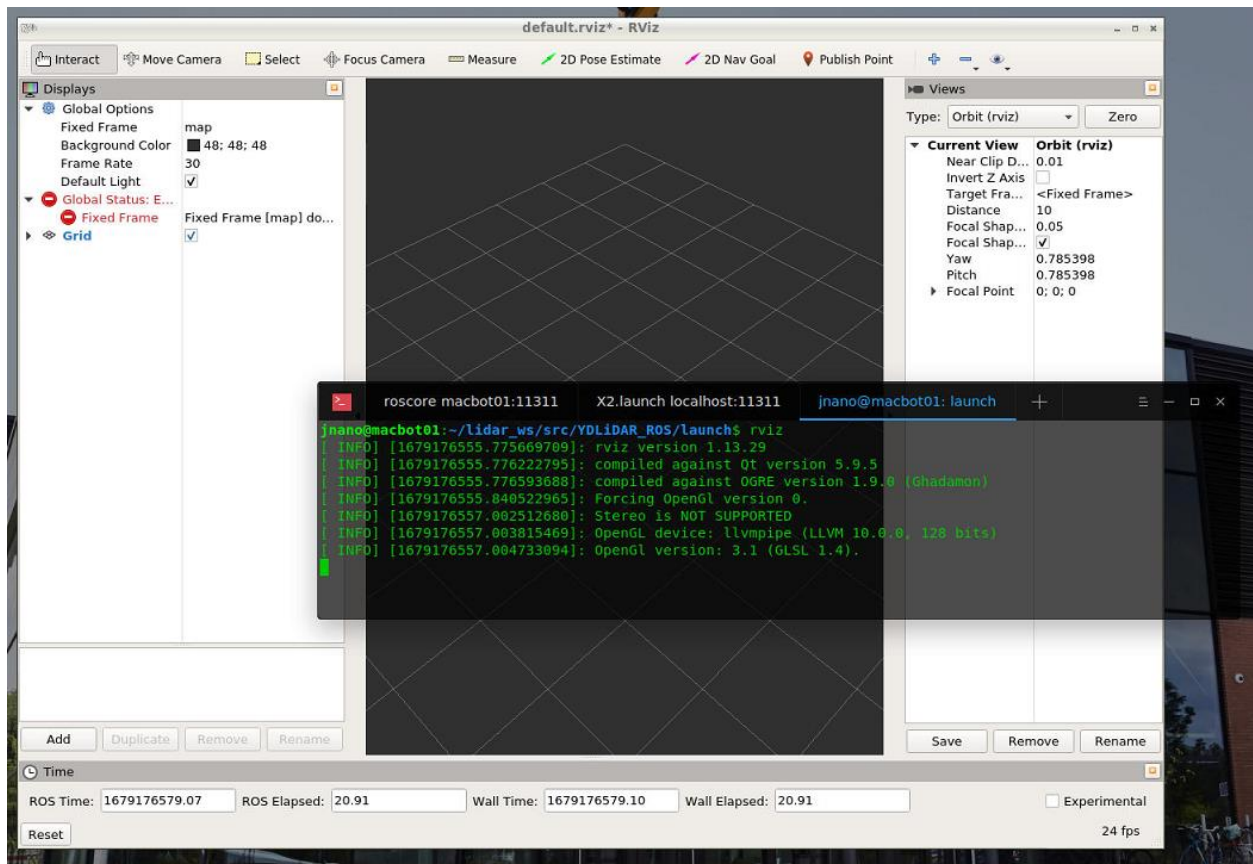 default.rviz* - RViz
Interact Move Camera Select Focus Camera Measure 2D Pose Estimate 2D Nav Goal Publish Point
Displays
Global Options
Fixed Frame map
Background Color 48; 48; 48
Frame Rate 30
Default Light
Global Status: E...
Fixed Frame Fixed Frame [map] do...
Grid
Add Duplicate Remove Rename
Views
Type: Orbit (rviz) Zero
Current View Orbit (rviz)
Near Clip D... 0.01
Invert Z Axis
Target Fra... <Fixed Frame>
Distance 10
Focal Shap... 0.05
Focal Shap...
Yaw 0.785398
Pitch 0.785398
Focal Point 0; 0; 0
Save Remove Rename
roscore macbot01:11311 X2.launch localhost:11311 jnano@macbot01: launch
jnano@macbot01:~/lidar_ws/src/YDLiDAR_ROS/launch$ rviz
[ INFO] [1679176555.775669709]: rviz version 1.13.29
[ INFO] [1679176555.776222795]: compiled against Qt version 5.9.5
[ INFO] [1679176555.776593688]: compiled against OGRE version 1.9.0 (Ghadamon)
[ INFO] [1679176555.840522965]: Forcing OpenGl version 0.
[ INFO] [1679176557.002512680]: Stereo is NOT SUPPORTED
[ INFO] [1679176557.003815469]: OpenGL device: llvmpipe (LLVM 10.0.0, 128 bits)
[ INFO] [1679176557.004733094]: OpenGl version: 3.1 (GLSL 1.4).
Time
ROS Time: 1679176579.07 ROS Elapsed: 20.91 Wall Time: 1679176579.10 Wall Elapsed: 20.91 Experimental
Reset 24 fps